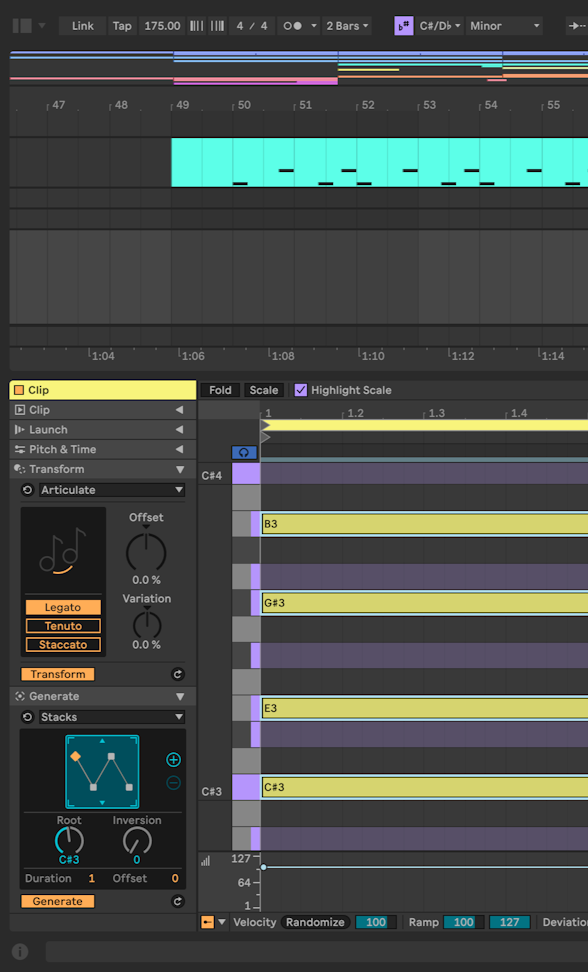 Link Tap 175.00 4 / 4 2 Bars C#/D♭ Minor
47 48 49 50 51 52 53 54 55
1:04 1:06 1:08 1:10 1:12 1:14
Clip
Fold Scale Highlight Scale
Clip
1 1.2 1.3 1.4
Launch
Pitch & Time
Transform
C#4
Articulate
Offset
B3
0.0 %
Variation
Legato
G#3
Tenuto
Staccato
0.0 %
Transform
Generate
E3
Stacks
C#3
C#3
Root Inversion
C#3 0
127
Duration 1 Offset 0
64
Generate
1
Velocity Randomize 100 Ramp 100 127 Deviatio